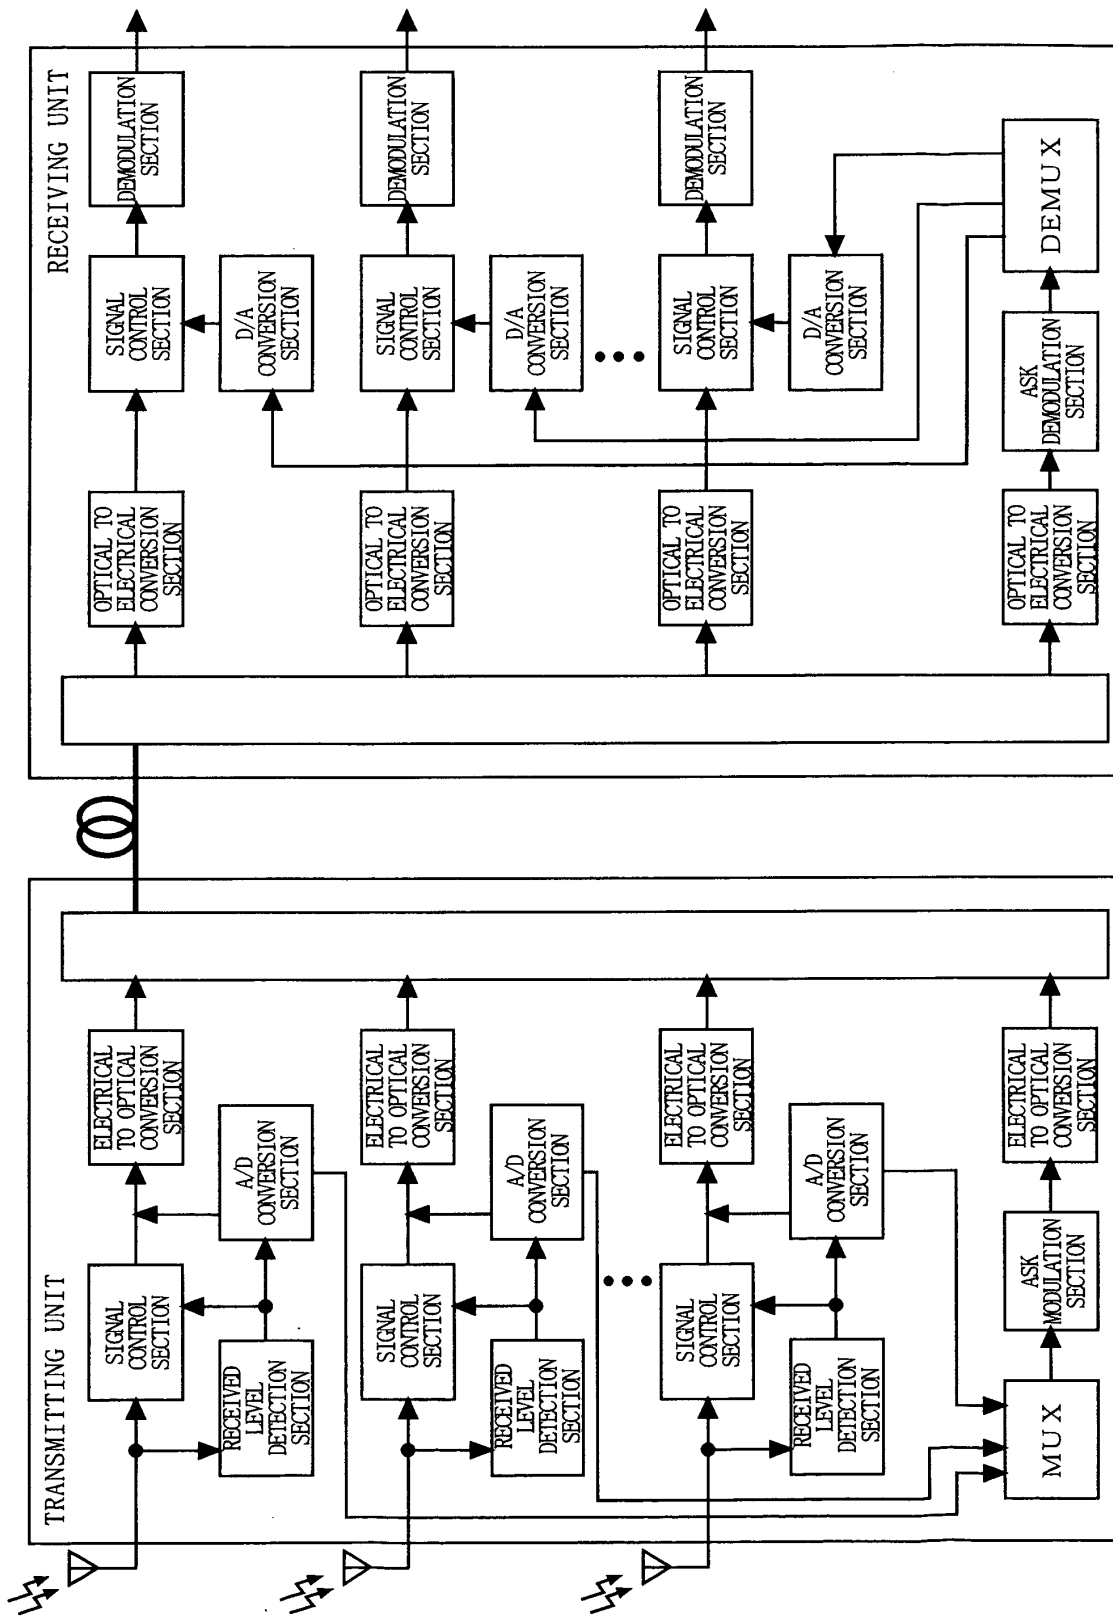 TRANSMITTING UNIT
RECEIVING UNIT
SIGNAL
CONTROL
SECTION
RECEIVED
LEVEL
DETECTION
SECTION
A/D
CONVERSION
SECTION
ELECTRICAL
TO OPTICAL
CONVERSION
SECTION
OPTICAL TO
ELECTRICAL
CONVERSION
SECTION
SIGNAL
CONTROL
SECTION
D/A
CONVERSION
SECTION
DEMODULATION
SECTION
SIGNAL
CONTROL
SECTION
RECEIVED
LEVEL
DETECTION
SECTION
A/D
CONVERSION
SECTION
ELECTRICAL
TO OPTICAL
CONVERSION
SECTION
OPTICAL TO
ELECTRICAL
CONVERSION
SECTION
SIGNAL
CONTROL
SECTION
D/A
CONVERSION
SECTION
DEMODULATION
SECTION
SIGNAL
CONTROL
SECTION
RECEIVED
LEVEL
DETECTION
SECTION
A/D
CONVERSION
SECTION
ELECTRICAL
TO OPTICAL
CONVERSION
SECTION
OPTICAL TO
ELECTRICAL
CONVERSION
SECTION
SIGNAL
CONTROL
SECTION
D/A
CONVERSION
SECTION
DEMODULATION
SECTION
MUX
ASK
MODULATION
SECTION
ELECTRICAL
TO OPTICAL
CONVERSION
SECTION
OPTICAL TO
ELECTRICAL
CONVERSION
SECTION
ASK
DEMODULATION
SECTION
DEMUX